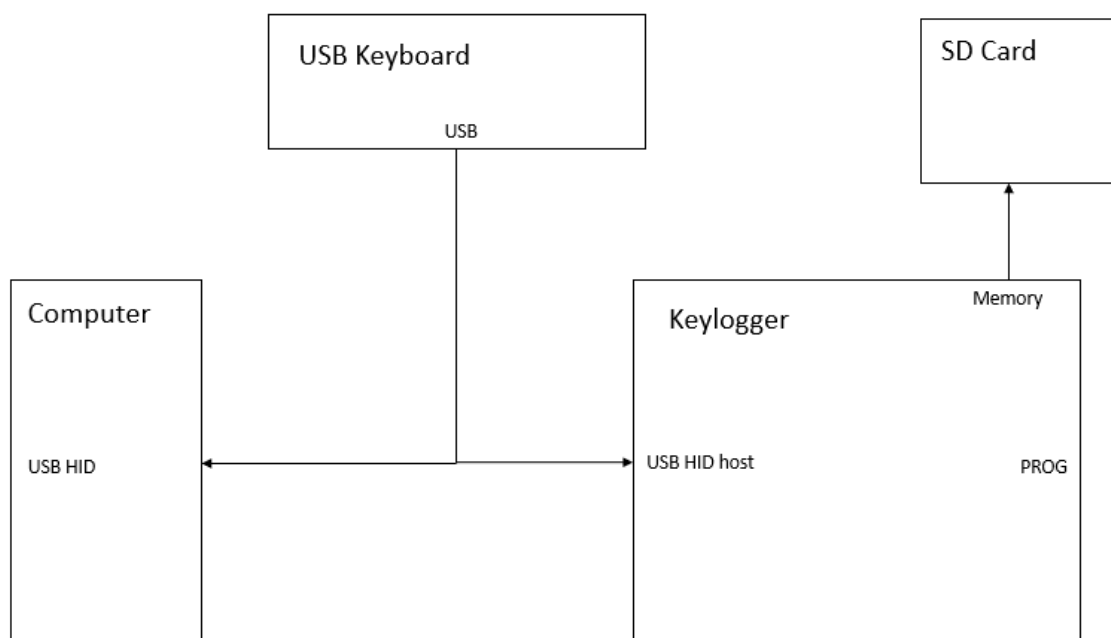 USB Keyboard
USB
SD Card
Computer
USB HID
Keylogger
Memory
USB HID host
PROG